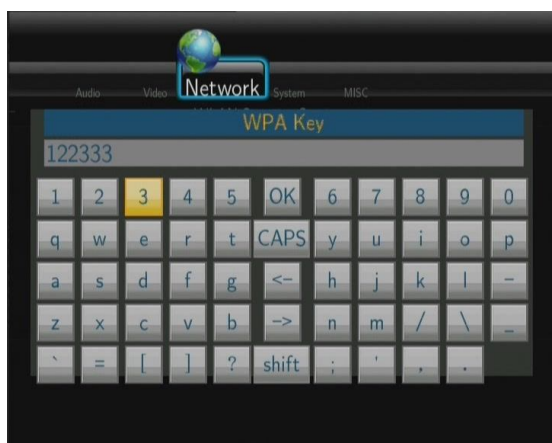 Audio Video Network System MISC
WPA Key
122333
1 2 3 4 5 OK 6 7 8 9 0
q w e r t CAPS y u i o p
a s d f g <- h j k l -
z x c v b -> n m / \ _
` = [ ] ? shift ; ' , .